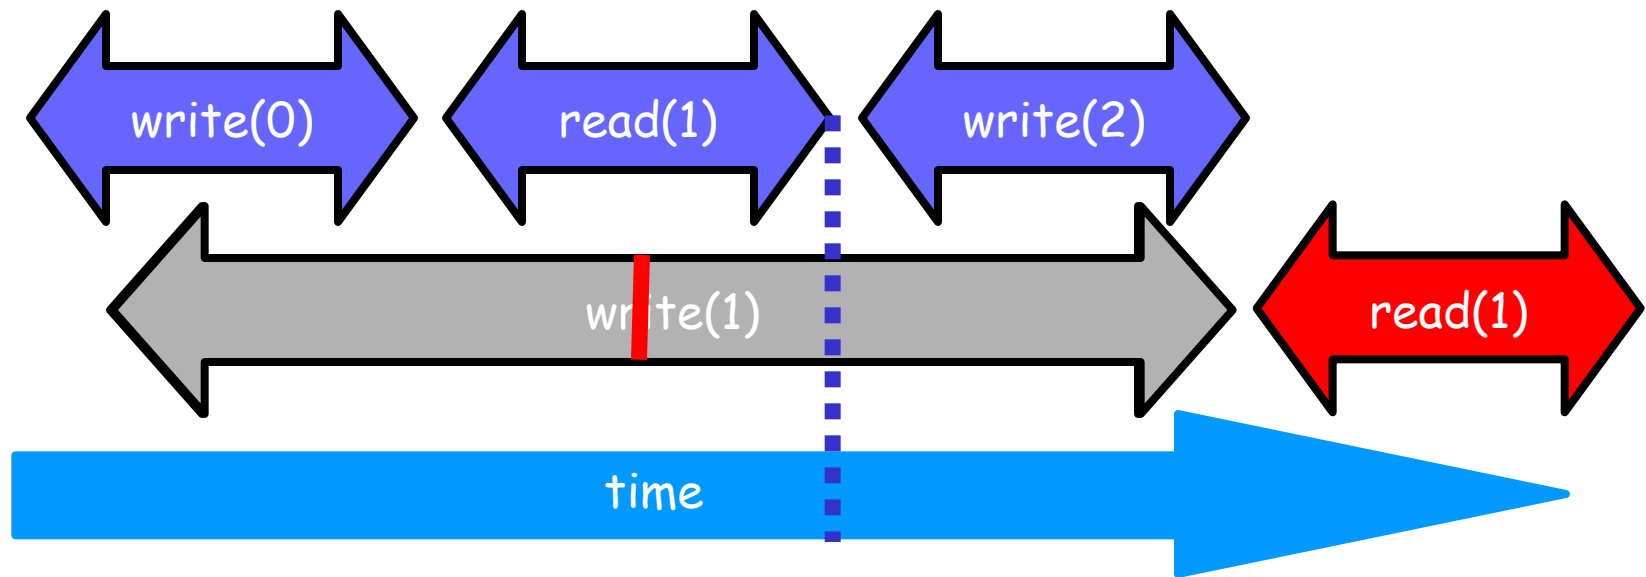 write(0)
read(1)
write(2)
write(1)
read(1)
time